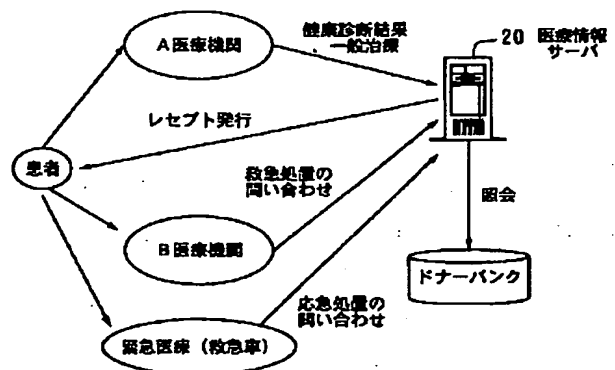 A医療機関
健康診断結果
一般治療
20 医療情報
サーバ
レセプト発行
患者
救急処置の
問い合わせ
照会
B医療機関
ドナーバンク
応急処置の
問い合わせ
緊急医療（救急車）